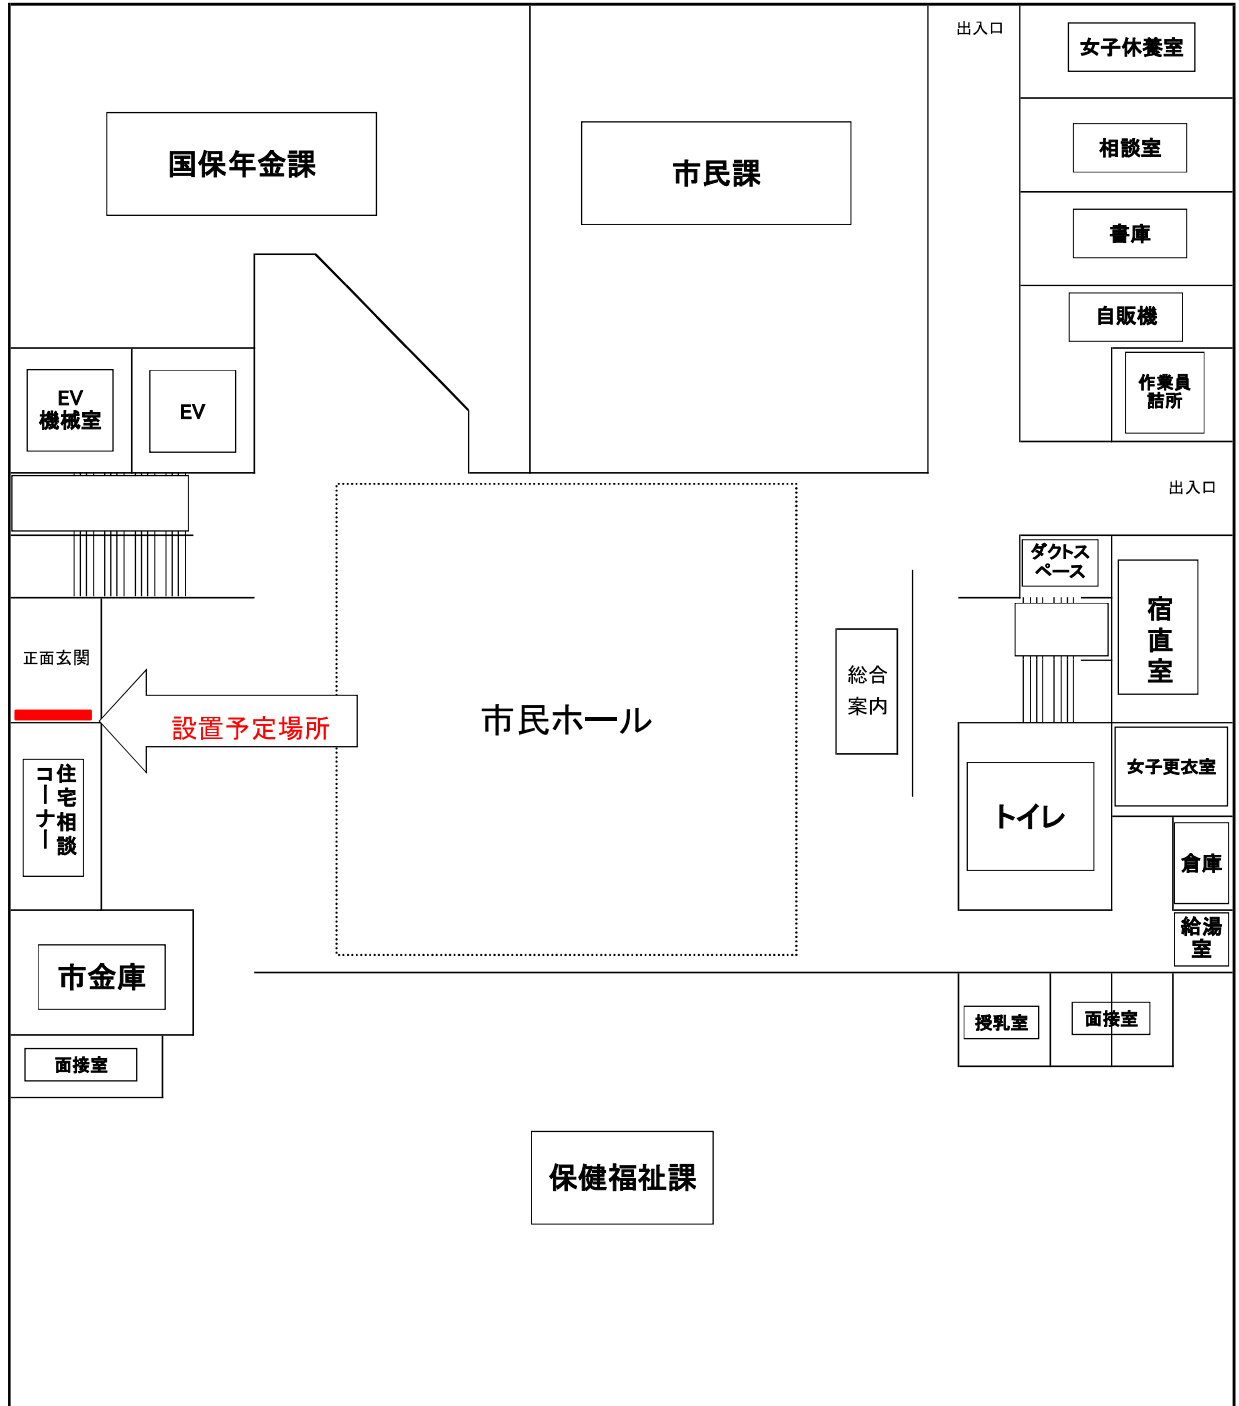 出入口
女子休養室
国保年金課
市民課
相談室
書庫
自販機
作業員
詰所
EV
機械室
EV
出入口
ダクトス
ペース
宿直室
正面玄関
設置予定場所
市民ホール
総合
案内
住宅相談
コーナー
トイレ
女子更衣室
倉庫
給湯
室
市金庫
面接室
授乳室
面接室
保健福祉課